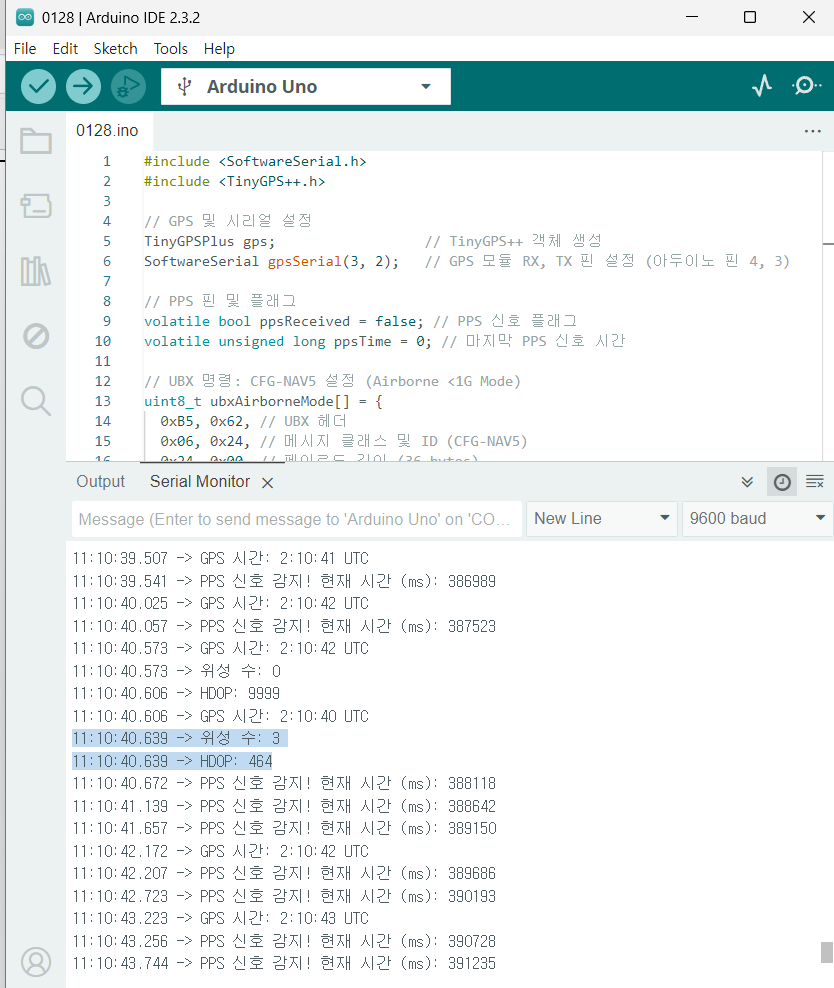 0128 | Arduino IDE 2.3.2
File Edit Sketch Tools Help
Arduino Uno
0128.ino
1 #include <SoftwareSerial.h>
2 #include <TinyGPS++.h>
3
4 // GPS 및 시리얼 설정
5 TinyGPSPlus gps; // TinyGPS++ 객체 생성
6 SoftwareSerial gpsSerial(3, 2); // GPS 모듈 RX, TX 핀 설정 (아두이노 핀 4, 3)
7
8 // PPS 핀 및 플래그
9 volatile bool ppsReceived = false; // PPS 신호 플래그
10 volatile unsigned long ppsTime = 0; // 마지막 PPS 신호 시간
11
12 // UBX 명령: CFG-NAV5 설정 (Airborne <1G Mode)
13 uint8_t ubxAirborneMode[] = {
14 0xB5, 0x62, // UBX 헤더
15 0x06, 0x24, // 메시지 클래스 및 ID (CFG-NAV5)
16 0x24, 0x00, // 페이로드 길이 (36 bytes)
Output Serial Monitor
Message (Enter to send message to 'Arduino Uno' on 'CO... New Line 9600 baud
11:10:39.507 -> GPS 시간: 2:10:41 UTC
11:10:39.541 -> PPS 신호 감지! 현재 시간 (ms): 386989
11:10:40.025 -> GPS 시간: 2:10:42 UTC
11:10:40.057 -> PPS 신호 감지! 현재 시간 (ms): 387523
11:10:40.573 -> GPS 시간: 2:10:42 UTC
11:10:40.573 -> 위성 수: 0
11:10:40.606 -> HDOP: 9999
11:10:40.606 -> GPS 시간: 2:10:40 UTC
11:10:40.639 -> 위성 수: 3
11:10:40.639 -> HDOP: 464
11:10:40.672 -> PPS 신호 감지! 현재 시간 (ms): 388118
11:10:41.139 -> PPS 신호 감지! 현재 시간 (ms): 388642
11:10:41.657 -> PPS 신호 감지! 현재 시간 (ms): 389150
11:10:42.172 -> GPS 시간: 2:10:42 UTC
11:10:42.207 -> PPS 신호 감지! 현재 시간 (ms): 389686
11:10:42.723 -> PPS 신호 감지! 현재 시간 (ms): 390193
11:10:43.223 -> GPS 시간: 2:10:43 UTC
11:10:43.256 -> PPS 신호 감지! 현재 시간 (ms): 390728
11:10:43.744 -> PPS 신호 감지! 현재 시간 (ms): 391235